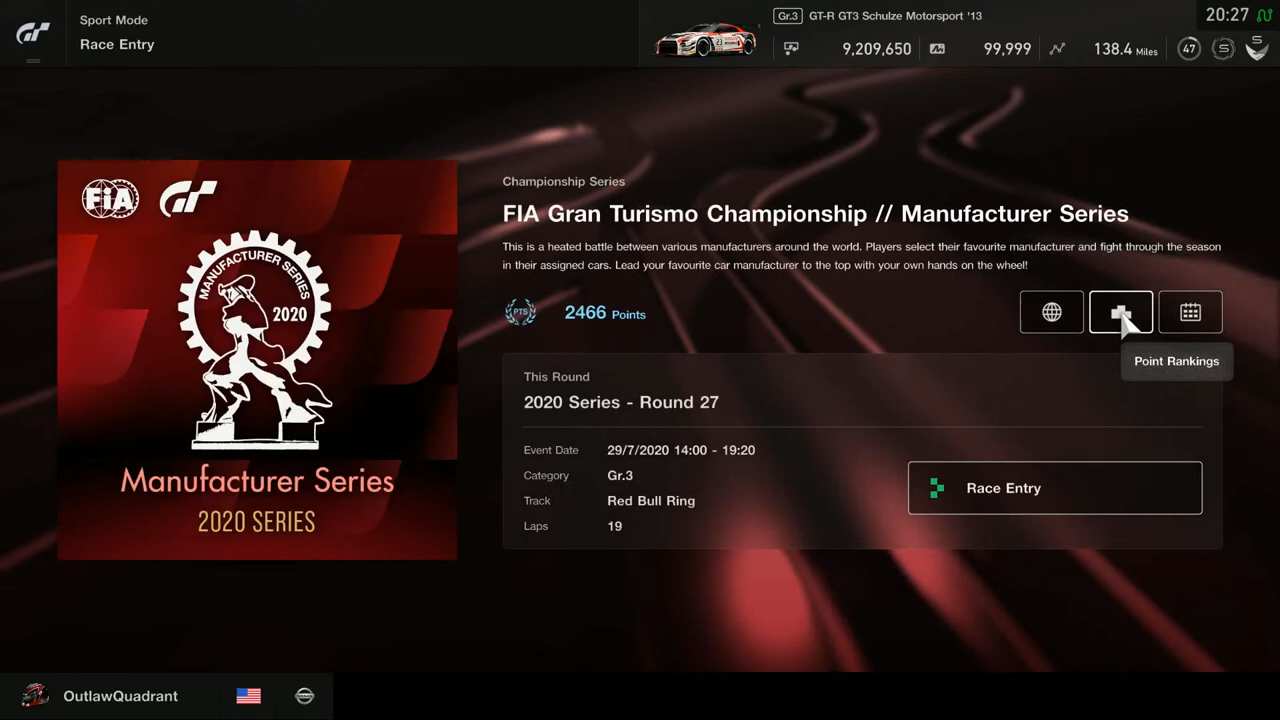 Sport Mode
Race Entry
Gr.3 GT-R GT3 Schulze Motorsport '13
20:27
9,209,650
99,999
138.4 Miles
47
S
S
FiA GT
MANUFACTURER SERIES
2020
Manufacturer Series
2020 SERIES
Championship Series
FIA Gran Turismo Championship // Manufacturer Series
This is a heated battle between various manufacturers around the world. Players select their favourite manufacturer and fight through the season
in their assigned cars. Lead your favourite car manufacturer to the top with your own hands on the wheel!
PTS 2466 Points
Point Rankings
This Round
2020 Series - Round 27
Event Date 29/7/2020 14:00 - 19:20
Category Gr.3
Track Red Bull Ring
Laps 19
Race Entry
OutlawQuadrant